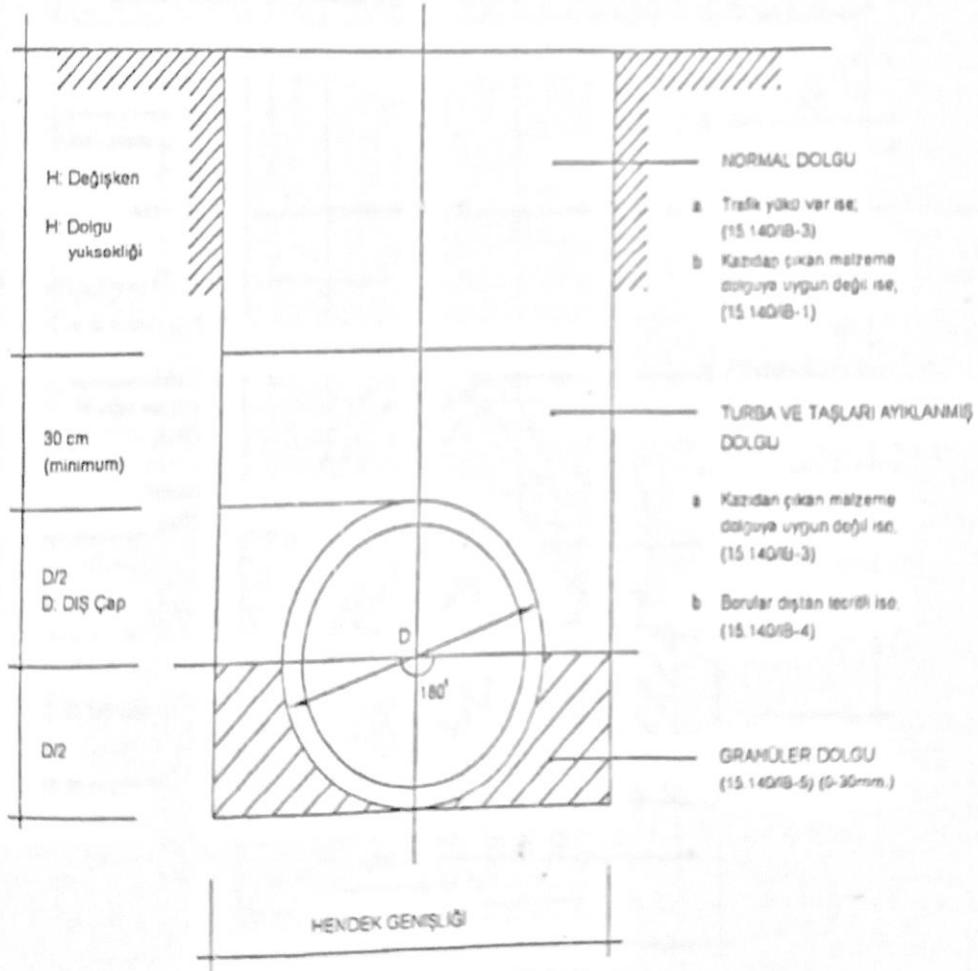 H: Değişken
H: Dolgu
yuksekliği
30 cm
(minimum)
D/2
D. DIŞ Çap
D/2
D
180°
HENDEK GENİŞLİĞİ
NORMAL DOLGU
a Trafik yükü var ise;
(15.140/IB-3)
b Kazıdan çıkan malzeme
dolguya uygun değil ise,
(15.140/IB-1)
TURBA VE TAŞLARI AYIKLANMIŞ
DOLGU
a Kazıdan çıkan malzeme
dolguya uygun değil ise,
(15.140/IB-3)
b Borular dıştan tecritli ise.
(15.140/IB-4)
GRANÜLER DOLGU
(15.140/IB-5) (0-30mm.)